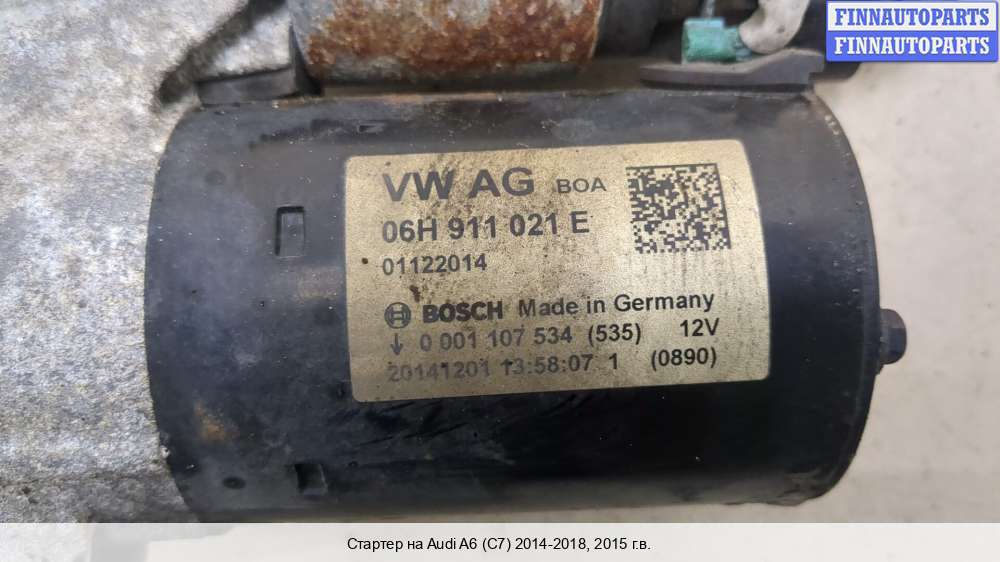 FINNAUTOPARTS
FINNAUTOPARTS
VW AG BOA
06H 911 021 E
01122014
BOSCH Made in Germany
0 001 107 534 (535) 12V
20141201 13:58:07 1 (0890)
Стартер на Audi A6 (C7) 2014-2018, 2015 г.в.